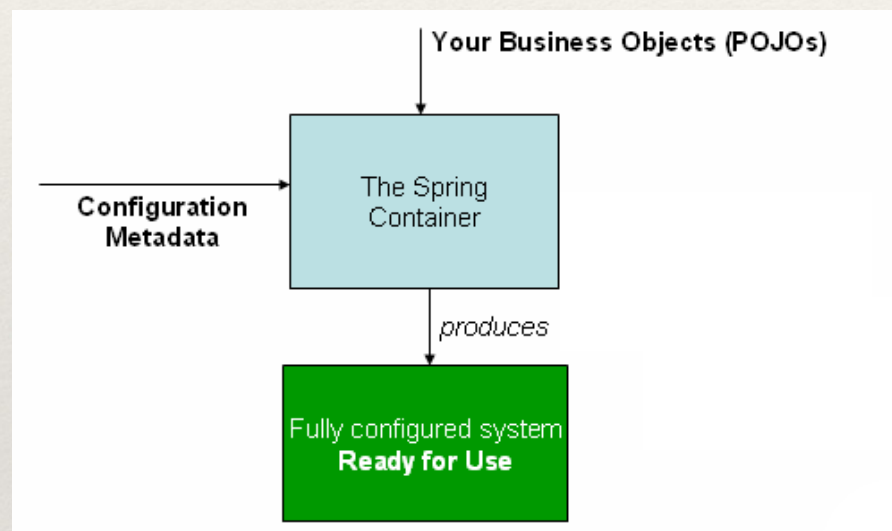 Your Business Objects (POJOs)
The Spring
Container
Configuration
Metadata
produces
Fully configured system
Ready for Use